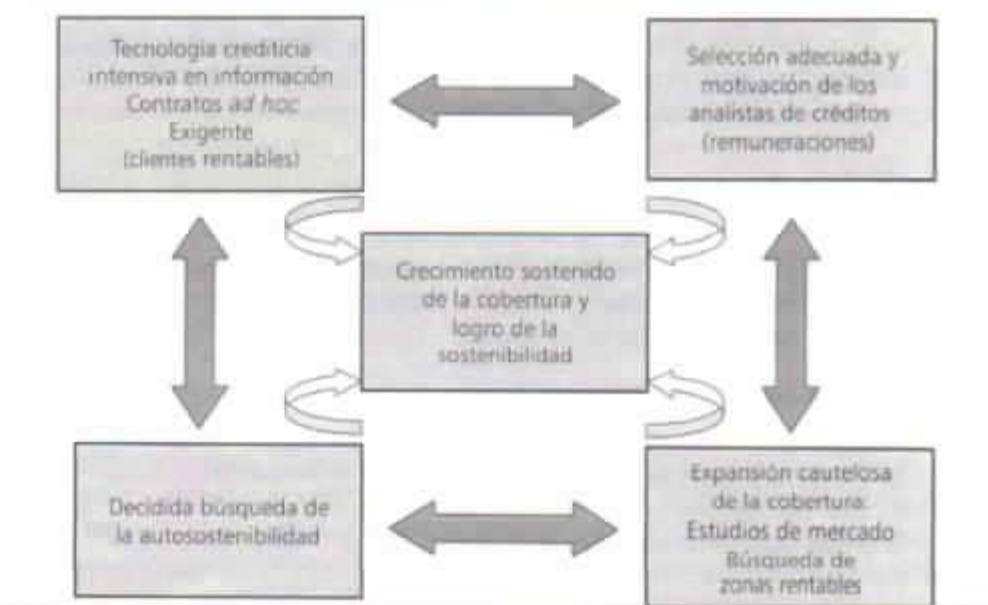 Tecnología crediticia
intensiva en información
Contratos ad hoc
Exigente
(clientes rentables)
Selección adecuada y
motivación de los
analistas de créditos
(remuneraciones)
Crecimiento sostenido
de la cobertura y
logro de la
sostenibilidad
Decidida búsqueda de
la autosostenibilidad
Expansión cautelosa
de la cobertura:
Estudios de mercado
Búsqueda de
zonas rentables